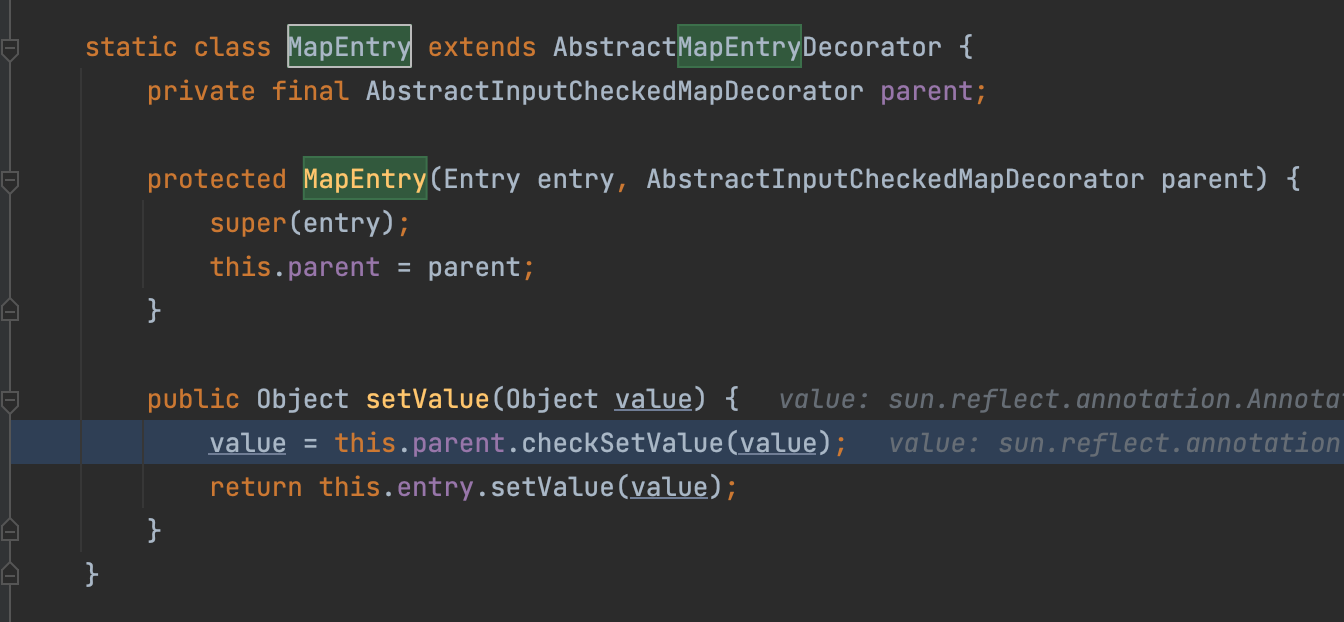 static class MapEntry extends AbstractMapEntryDecorator {
private final AbstractInputCheckedMapDecorator parent;
protected MapEntry(Entry entry, AbstractInputCheckedMapDecorator parent) {
super(entry);
this.parent = parent;
}
public Object setValue(Object value) { value: sun.reflect.annotation.Annota
value = this.parent.checkSetValue(value); value: sun.reflect.annotation
return this.entry.setValue(value);
}
}